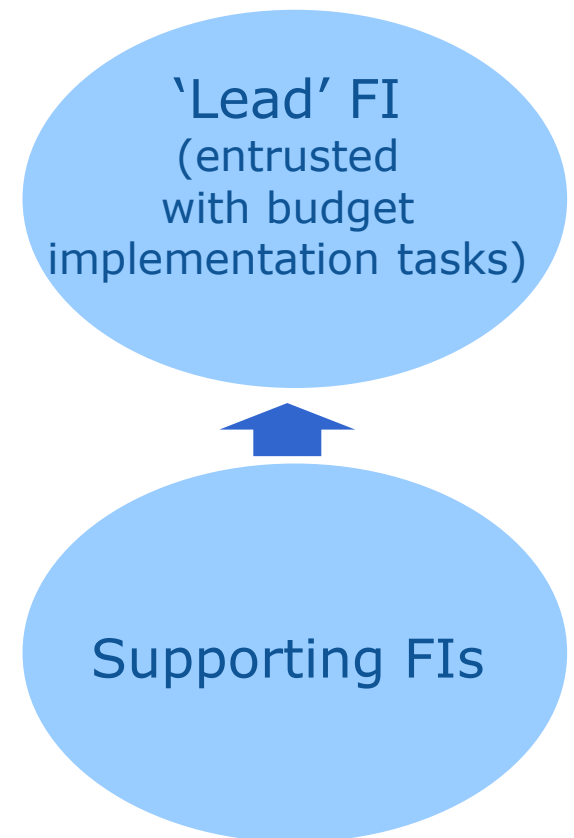 ‘Lead’ FI
(entrusted
with budget
implementation tasks)
Supporting FIs